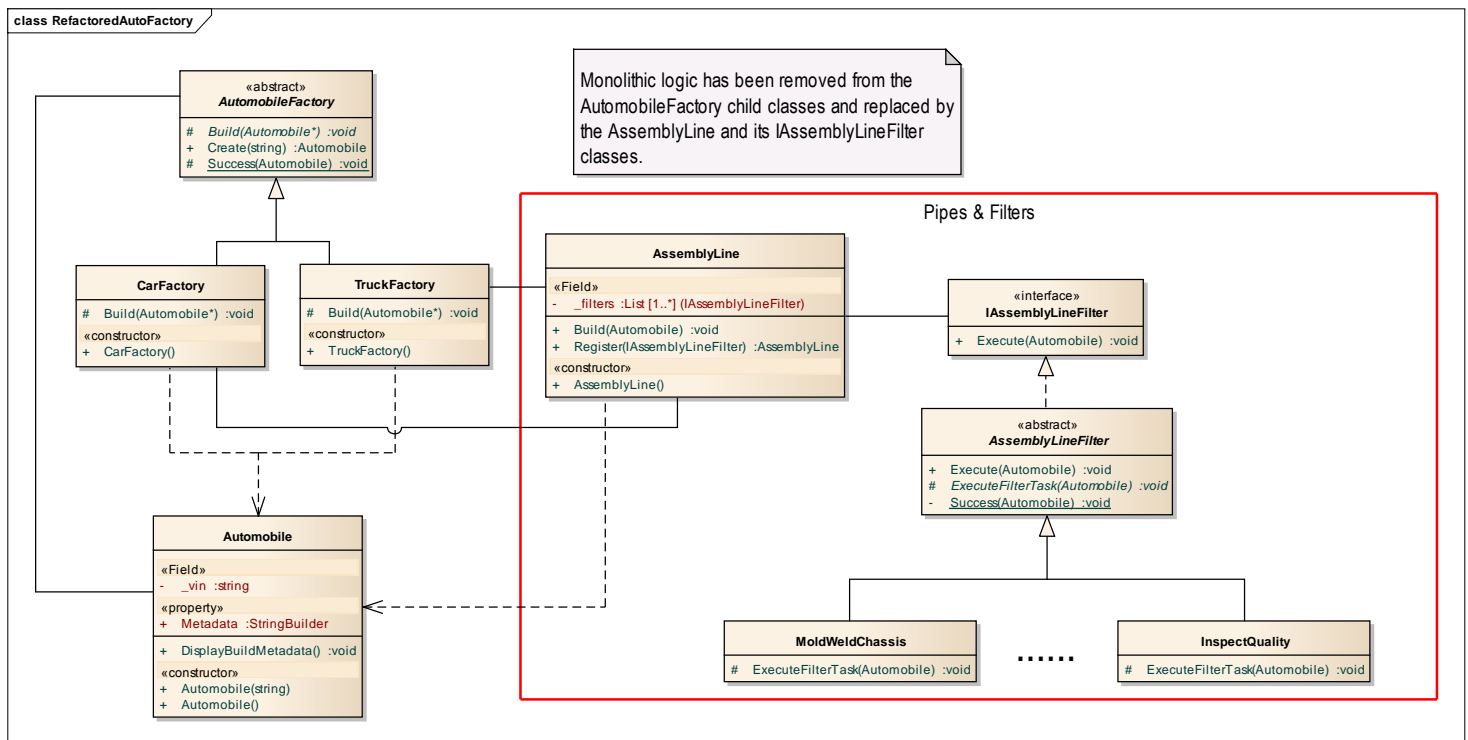 class RefactoredAutoFactory
«abstract»
AutomobileFactory
# Build(Automobile*) :void
+ Create(string) :Automobile
# Success(Automobile) :void
Monolithic logic has been removed from the
AutomobileFactory child classes and replaced by
the AssemblyLine and its IAssemblyLineFilter
classes.
Pipes & Filters
CarFactory
# Build(Automobile*) :void
«constructor»
+ CarFactory()
TruckFactory
# Build(Automobile*) :void
«constructor»
+ TruckFactory()
AssemblyLine
«Field»
- _filters :List [1..*] (IAssemblyLineFilter)
+ Build(Automobile) :void
+ Register(IAssemblyLineFilter) :AssemblyLine
«constructor»
+ AssemblyLine()
«interface»
IAssemblyLineFilter
+ Execute(Automobile) :void
«abstract»
AssemblyLineFilter
+ Execute(Automobile) :void
# ExecuteFilterTask(Automobile) :void
- Success(Automobile) :void
Automobile
«Field»
- _vin :string
«property»
+ Metadata :StringBuilder
+ DisplayBuildMetadata() :void
«constructor»
+ Automobile(string)
+ Automobile()
MoldWeldChassis
# ExecuteFilterTask(Automobile) :void
......
InspectQuality
# ExecuteFilterTask(Automobile) :void